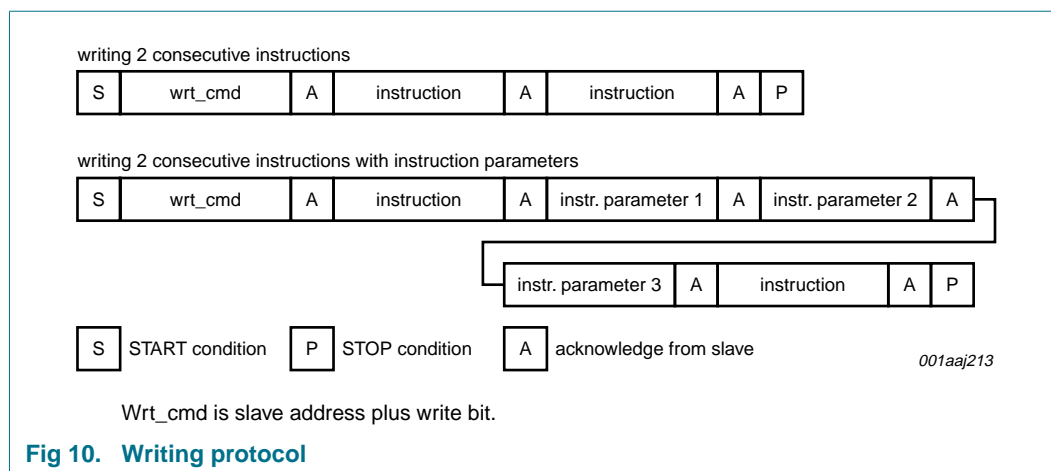 writing 2 consecutive instructions
S wrt_cmd A instruction A instruction A P
writing 2 consecutive instructions with instruction parameters
S wrt_cmd A instruction A instr. parameter 1 A instr. parameter 2 A
instr. parameter 3 A instruction A P
S START condition P STOP condition A acknowledge from slave
001aaj213
Wrt_cmd is slave address plus write bit.
Fig 10. Writing protocol